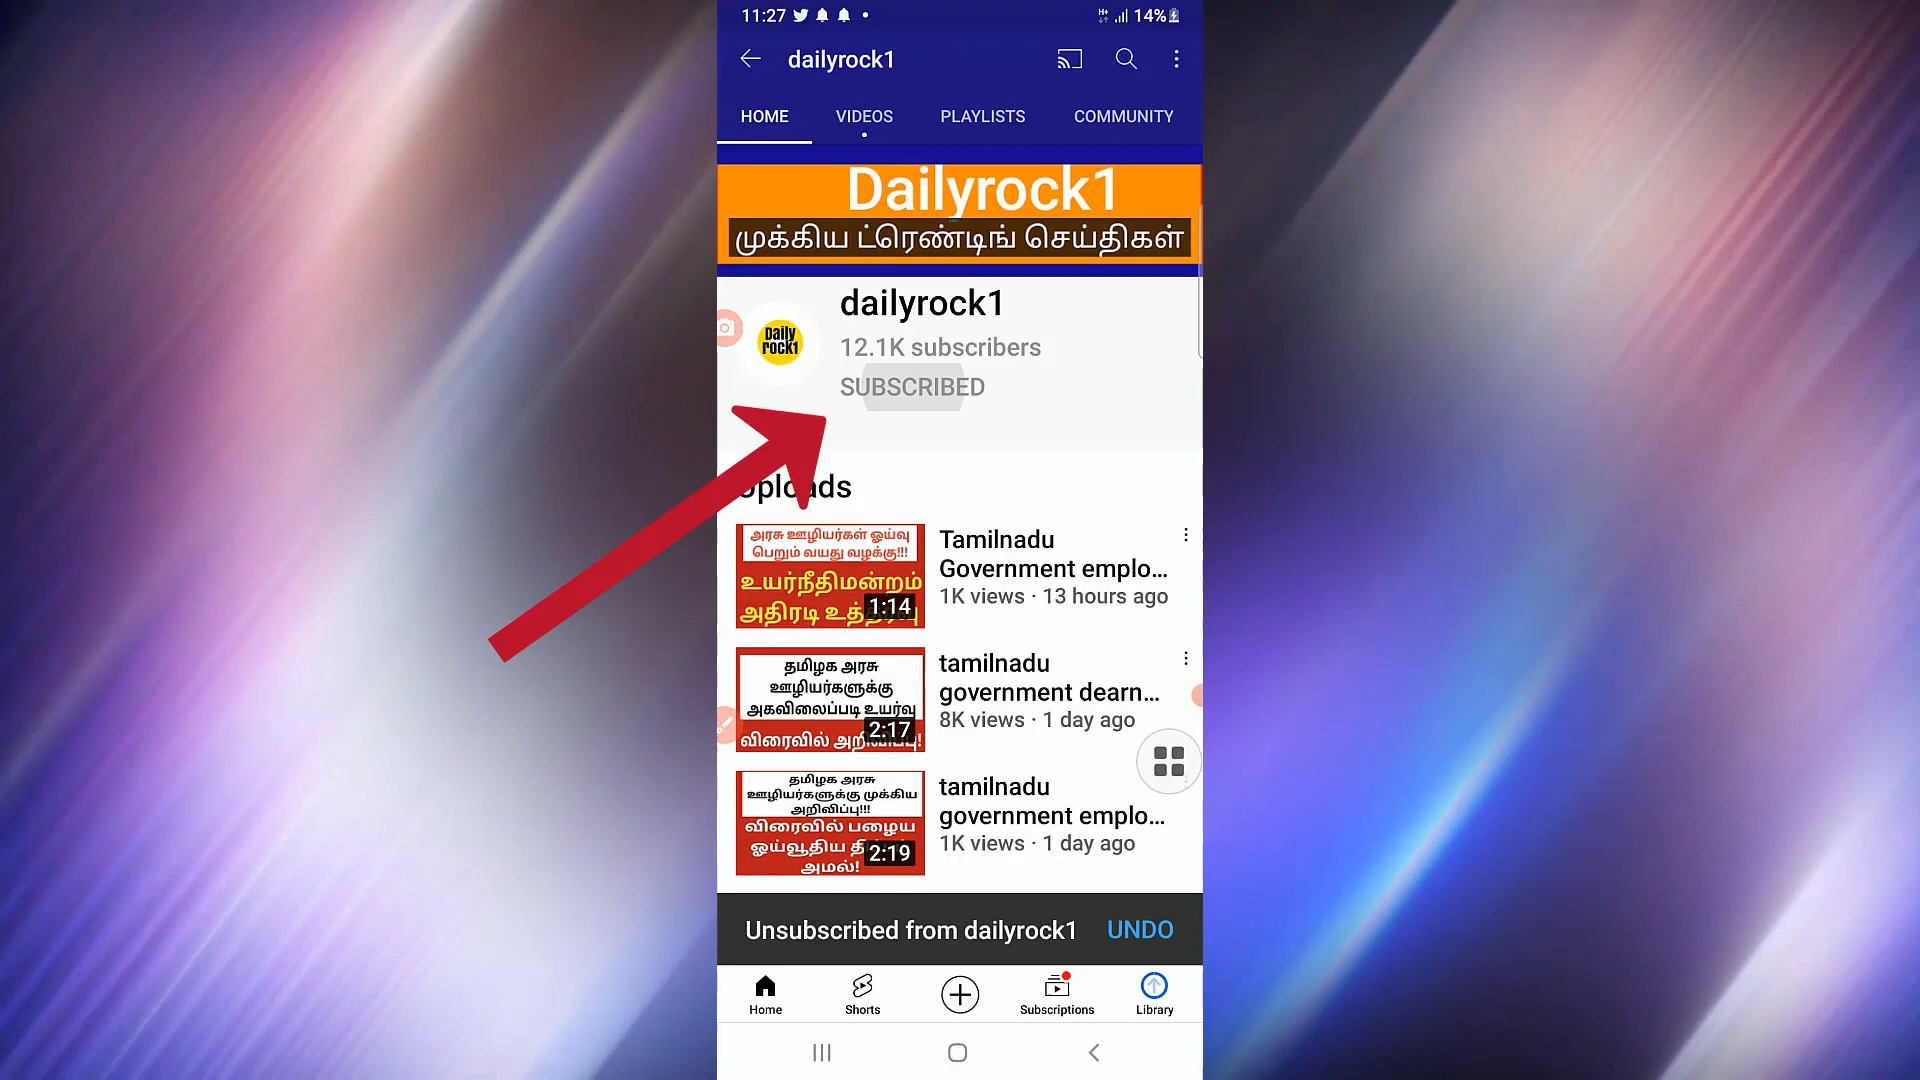 11:27
14%
dailyrock1
HOME VIDEOS PLAYLISTS COMMUNITY
Dailyrock1
முக்கிய ட்ரெண்டிங் செய்திகள்
dailyrock1
Daily
rock1
12.1K subscribers
SUBSCRIBED
Uploads
அரசு ஊழியர்கள் ஓய்வு
பெறும் வயது வழக்கு!!!
உயர்நீதிமன்றம்
அதிரடி
1:14
Tamilnadu
Government emplo...
1K views · 13 hours ago
தமிழக அரசு
ஊழியர்களுக்கு
அகவிலைப்படி உயர்வு
விரைவில்
2:17
tamilnadu
government dearn...
8K views · 1 day ago
தமிழக அரசு
ஊழியர்களுக்கு முக்கிய
அறிவிப்பு!!!
விரைவில் பழைய
ஓய்வூதிய
அமல்!
2:19
tamilnadu
government emplo...
1K views · 1 day ago
Unsubscribed from dailyrock1 UNDO
Home Shorts Subscriptions Library